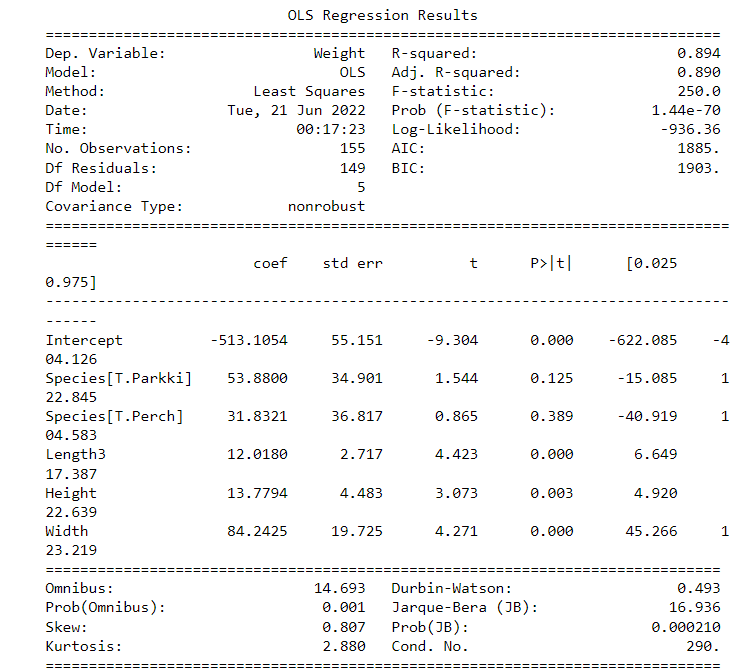 OLS Regression Results
==============================================================================
Dep. Variable: Weight R-squared: 0.894
Model: OLS Adj. R-squared: 0.890
Method: Least Squares F-statistic: 250.0
Date: Tue, 21 Jun 2022 Prob (F-statistic): 1.44e-70
Time: 00:17:23 Log-Likelihood: -936.36
No. Observations: 155 AIC: 1885.
Df Residuals: 149 BIC: 1903.
Df Model: 5
Covariance Type: nonrobust
===============================================================================
======
coef std err t P>|t| [0.025
0.975]
-------------------------------------------------------------------------------
------
Intercept -513.1054 55.151 -9.304 0.000 -622.085 -4
04.126
Species[T.Parkki] 53.8800 34.901 1.544 0.125 -15.085 1
22.845
Species[T.Perch] 31.8321 36.817 0.865 0.389 -40.919 1
04.583
Length3 12.0180 2.717 4.423 0.000 6.649
17.387
Height 13.7794 4.483 3.073 0.003 4.920
22.639
Width 84.2425 19.725 4.271 0.000 45.266 1
23.219
==============================================================================
Omnibus: 14.693 Durbin-Watson: 0.493
Prob(Omnibus): 0.001 Jarque-Bera (JB): 16.936
Skew: 0.807 Prob(JB): 0.000210
Kurtosis: 2.880 Cond. No. 290.
==============================================================================